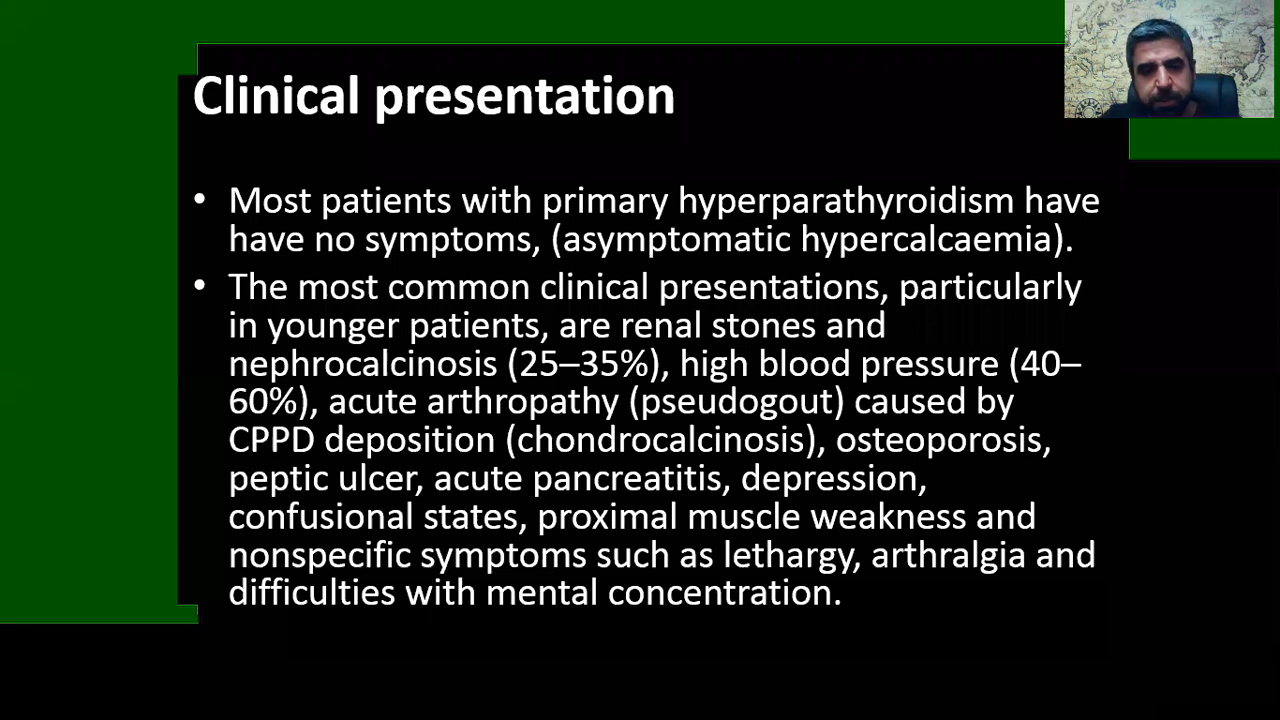 Clinical presentation
• Most patients with primary hyperparathyroidism have
have no symptoms, (asymptomatic hypercalcaemia).
• The most common clinical presentations, particularly
in younger patients, are renal stones and
nephrocalcinosis (25–35%), high blood pressure (40–
60%), acute arthropathy (pseudogout) caused by
CPPD deposition (chondrocalcinosis), osteoporosis,
peptic ulcer, acute pancreatitis, depression,
confusional states, proximal muscle weakness and
nonspecific symptoms such as lethargy, arthralgia and
difficulties with mental concentration.